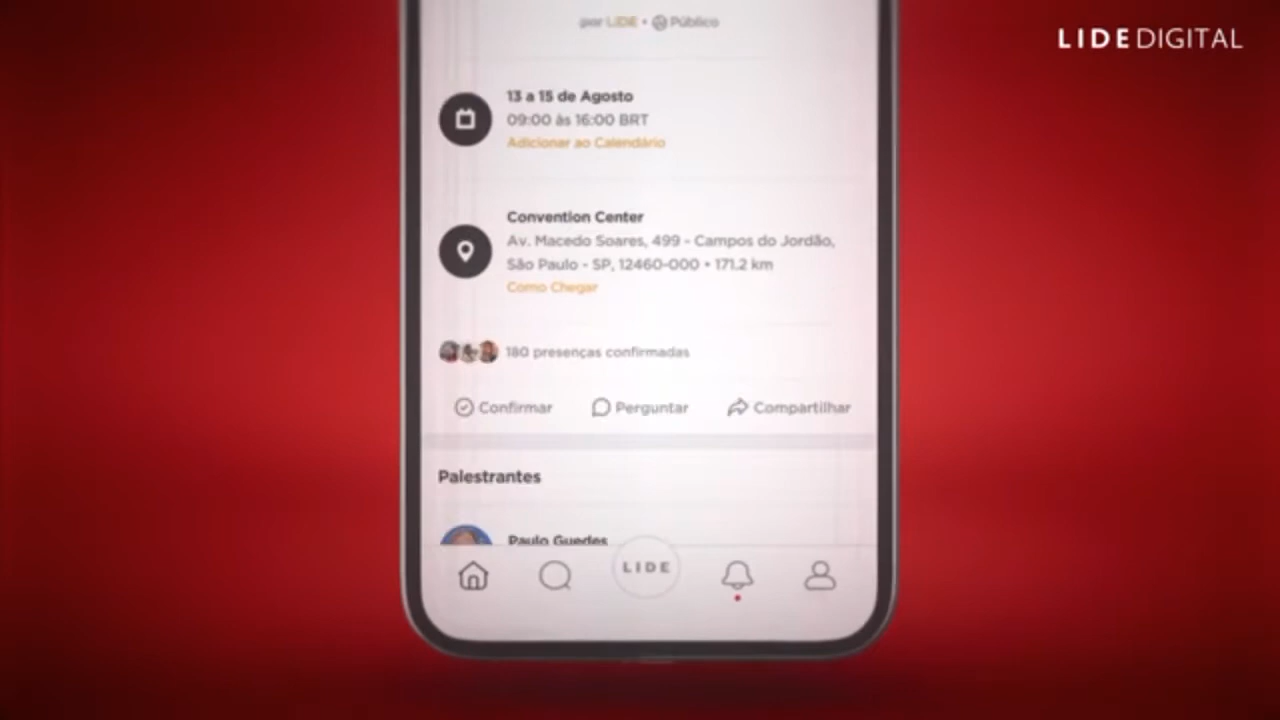 LIDE DIGITAL
por LIDE • Público
13 a 15 de Agosto
09:00 às 16:00 BRT
Adicionar ao Calendário
Convention Center
Av. Macedo Soares, 499 - Campos do Jordão,
São Paulo - SP, 12460-000 • 171.2 km
Como Chegar
180 presenças confirmadas
Confirmar Perguntar Compartilhar
Palestrantes
Paulo Guedes
LIDE